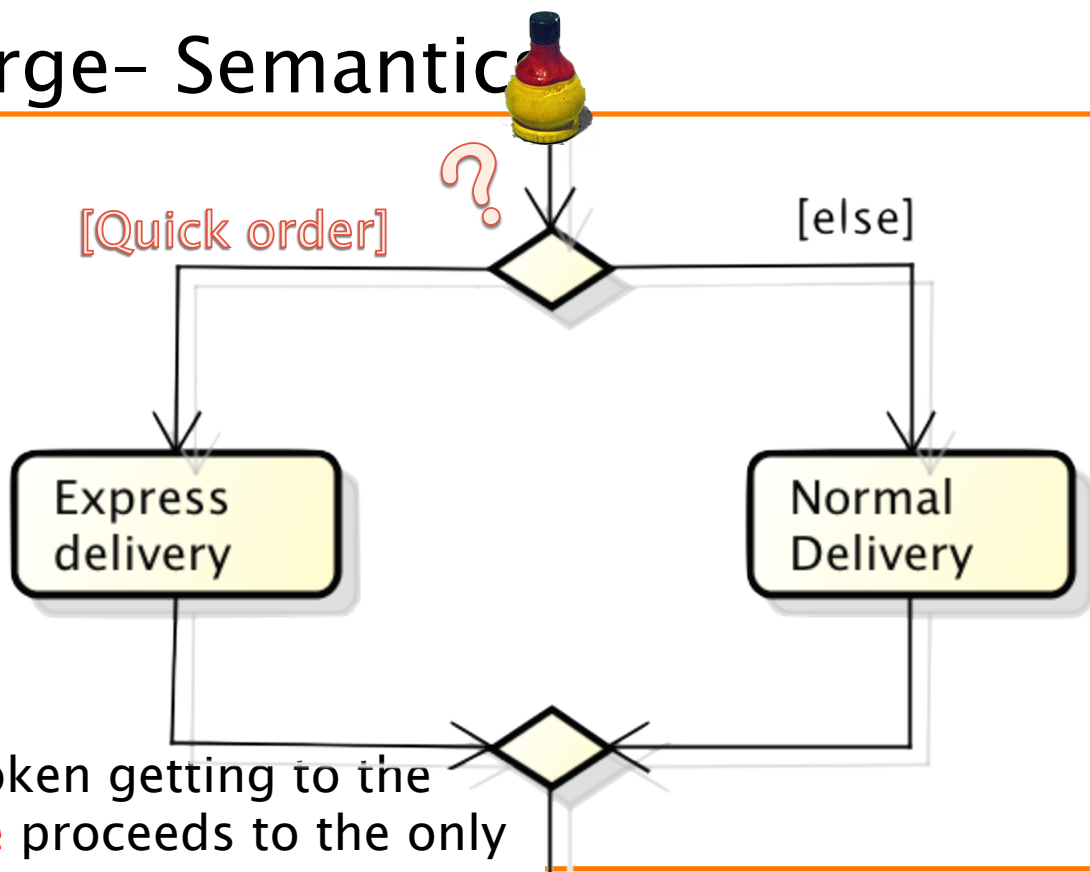 rge– Semantic
?
[Quick order]
[else]
Express
delivery
Normal
Delivery
oken getting to the
e proceeds to the only